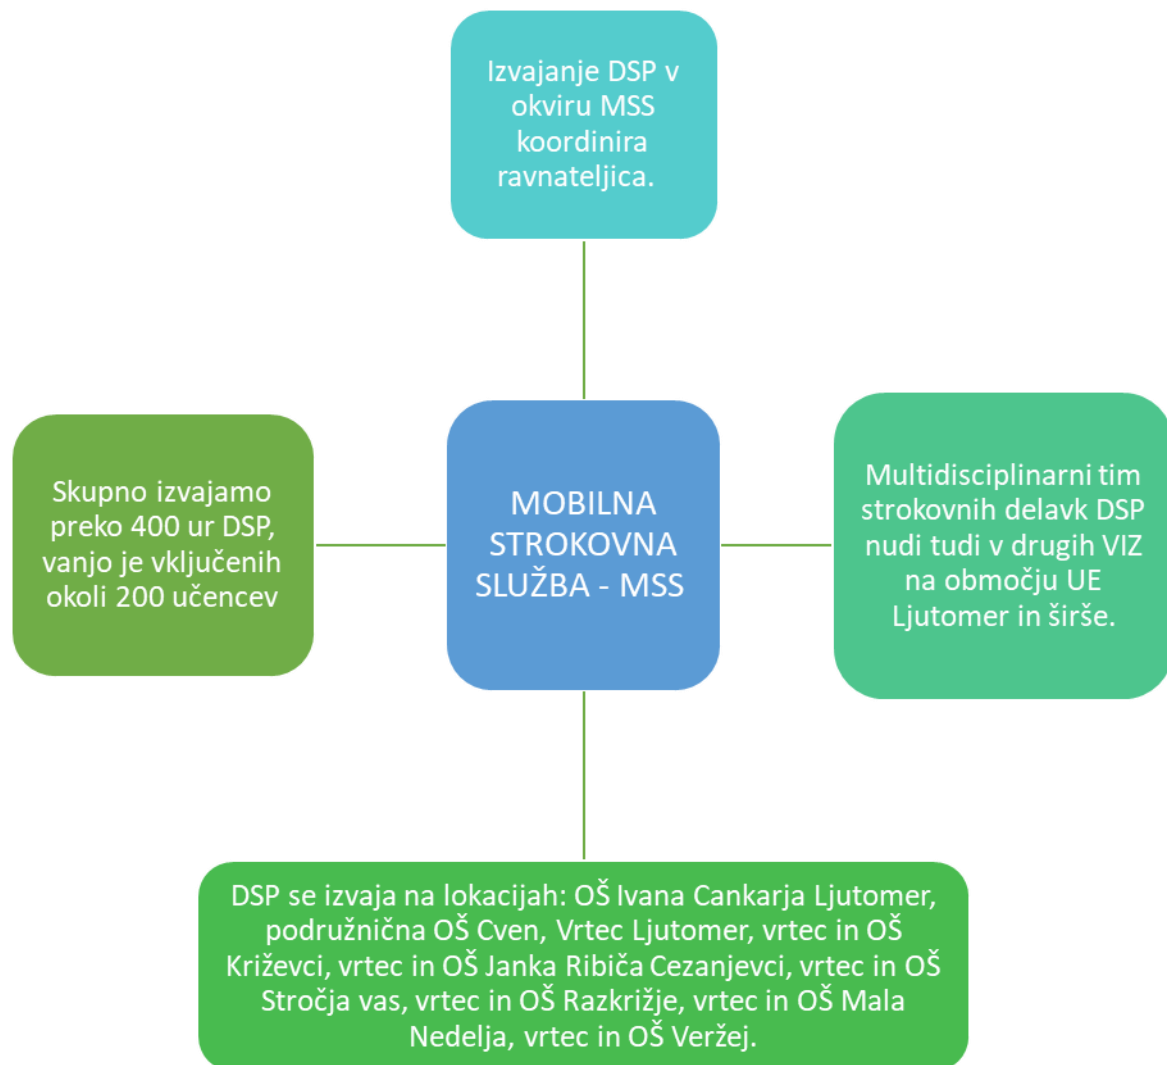 Izvajanje DSP v
okviru MSS
koordinira
ravnateljica.
Skupno izvajamo
preko 400 ur DSP,
vanjo je vključenih
okoli 200 učencev
MOBILNA
STROKOVNA
SLUŽBA - MSS
Multidisciplinarni tim
strokovnih delavk DSP
nudi tudi v drugih VIZ
na območju UE
Ljutomer in širše.
DSP se izvaja na lokacijah: OŠ Ivana Cankarja Ljutomer,
podružnična OŠ Cven, Vrtec Ljutomer, vrtec in OŠ
Križevci, vrtec in OŠ Janka Ribiča Cezanjevci, vrtec in OŠ
Stročja vas, vrtec in OŠ Razkrižje, vrtec in OŠ Mala
Nedelja, vrtec in OŠ Veržej.